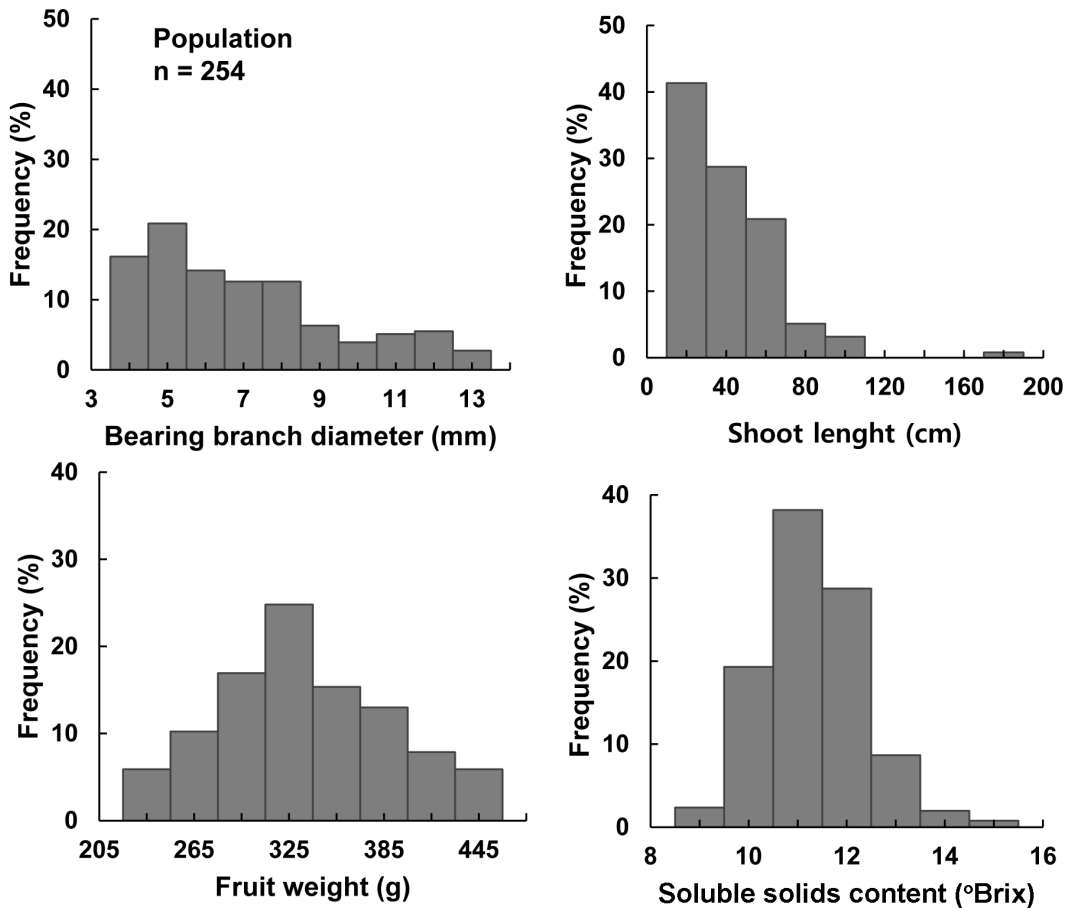 Population
n = 254
Frequency (%)
50
40
30
20
10
0
3 5 7 9 11 13
Bearing branch diameter (mm)
Frequency (%)
50
40
30
20
10
0
0 40 80 120 160 200
Shoot lenght (cm)
Frequency (%)
40
30
20
10
0
205 265 325 385 445
Fruit weight (g)
Frequency (%)
40
30
20
10
0
8 10 12 14 16
Soluble solids content (°Brix)